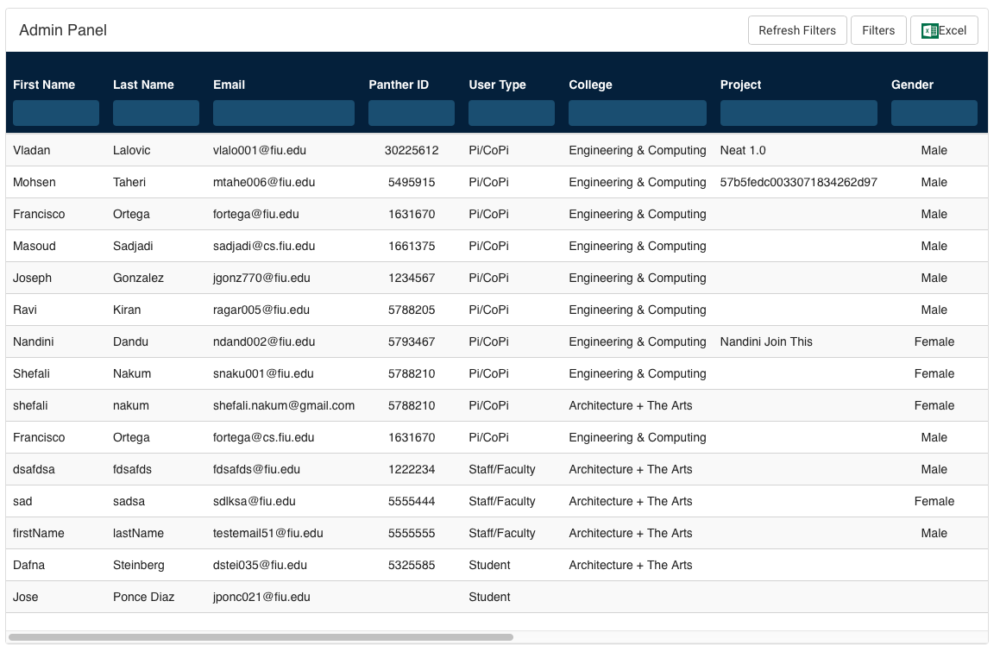 Admin Panel Refresh Filters Filters Excel
First Name Last Name Email Panther ID User Type College Project Gender
Vladan Lalovic vlalo001@fiu.edu 30225612 Pi/CoPi Engineering & Computing Neat 1.0 Male
Mohsen Taheri mtahe006@fiu.edu 5495915 Pi/CoPi Engineering & Computing 57b5fedc0033071834262d97 Male
Francisco Ortega fortega@fiu.edu 1631670 Pi/CoPi Engineering & Computing Male
Masoud Sadjadi sadjadi@cs.fiu.edu 1661375 Pi/CoPi Engineering & Computing Male
Joseph Gonzalez jgonz770@fiu.edu 1234567 Pi/CoPi Engineering & Computing Male
Ravi Kiran ragar005@fiu.edu 5788205 Pi/CoPi Engineering & Computing Male
Nandini Dandu ndand002@fiu.edu 5793467 Pi/CoPi Engineering & Computing Nandini Join This Female
Shefali Nakum snaku001@fiu.edu 5788210 Pi/CoPi Engineering & Computing Female
shefali nakum shefali.nakum@gmail.com 5788210 Pi/CoPi Architecture + The Arts Female
Francisco Ortega fortega@cs.fiu.edu 1631670 Pi/CoPi Engineering & Computing Male
dsafdsa fdsafds fdsafds@fiu.edu 1222234 Staff/Faculty Architecture + The Arts Male
sad sadsa sdlksa@fiu.edu 5555444 Staff/Faculty Architecture + The Arts Female
firstName lastName testemail51@fiu.edu 5555555 Staff/Faculty Architecture + The Arts Male
Dafna Steinberg dstei035@fiu.edu 5325585 Student Architecture + The Arts
Jose Ponce Diaz jponc021@fiu.edu Student